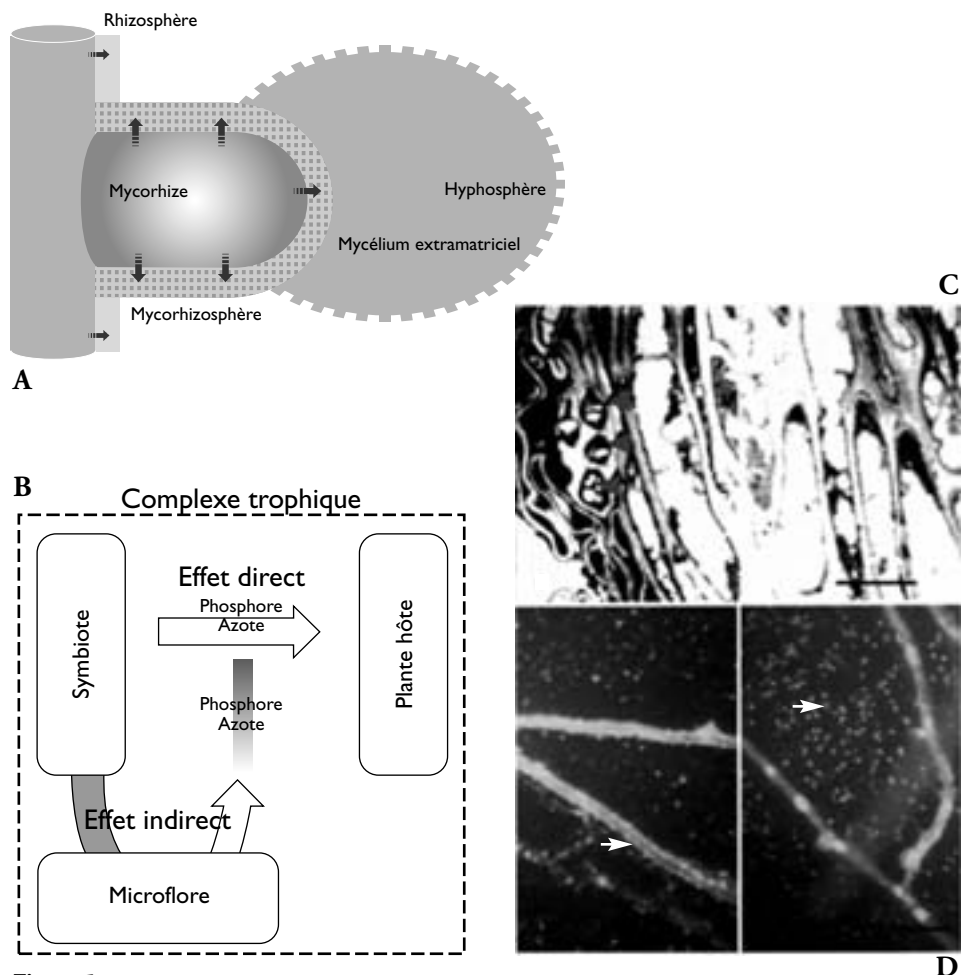 Rhizosphère
Mycorhize
Hyphosphère
Mycélium extramatriciel
Mycorhizosphère
A
C
B
Complexe trophique
Symbiote
Effet direct
Phosphore
Azote
Plante hôte
Phosphore
Azote
Effet indirect
Microflore
D